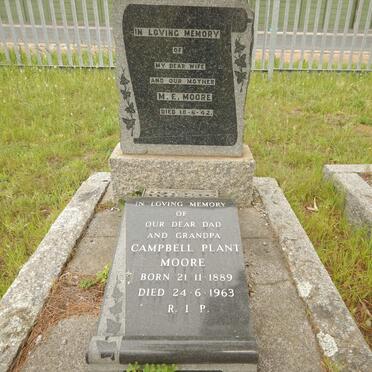 IN LOVING MEMORY
OF
MY DEAR WIFE
AND OUR MOTHER
M. E. MOORE
DIED 18-6-42
IN LOVING MEMORY
OF
OUR DEAR DAD
AND GRANDPA
CAMPBELL PLANT
MOORE
BORN 21·11·1889
DIED 24·6·1963
R. I P.